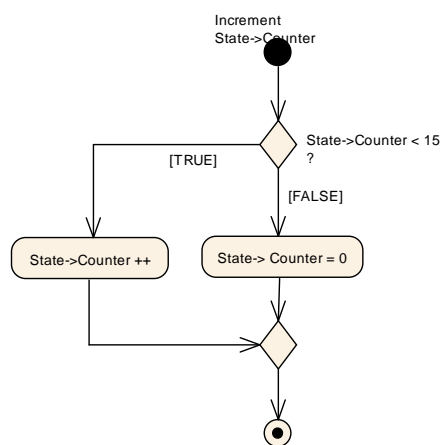 Increment
State->Counter
State->Counter < 15
?
[TRUE]
[FALSE]
State->Counter ++
State-> Counter = 0